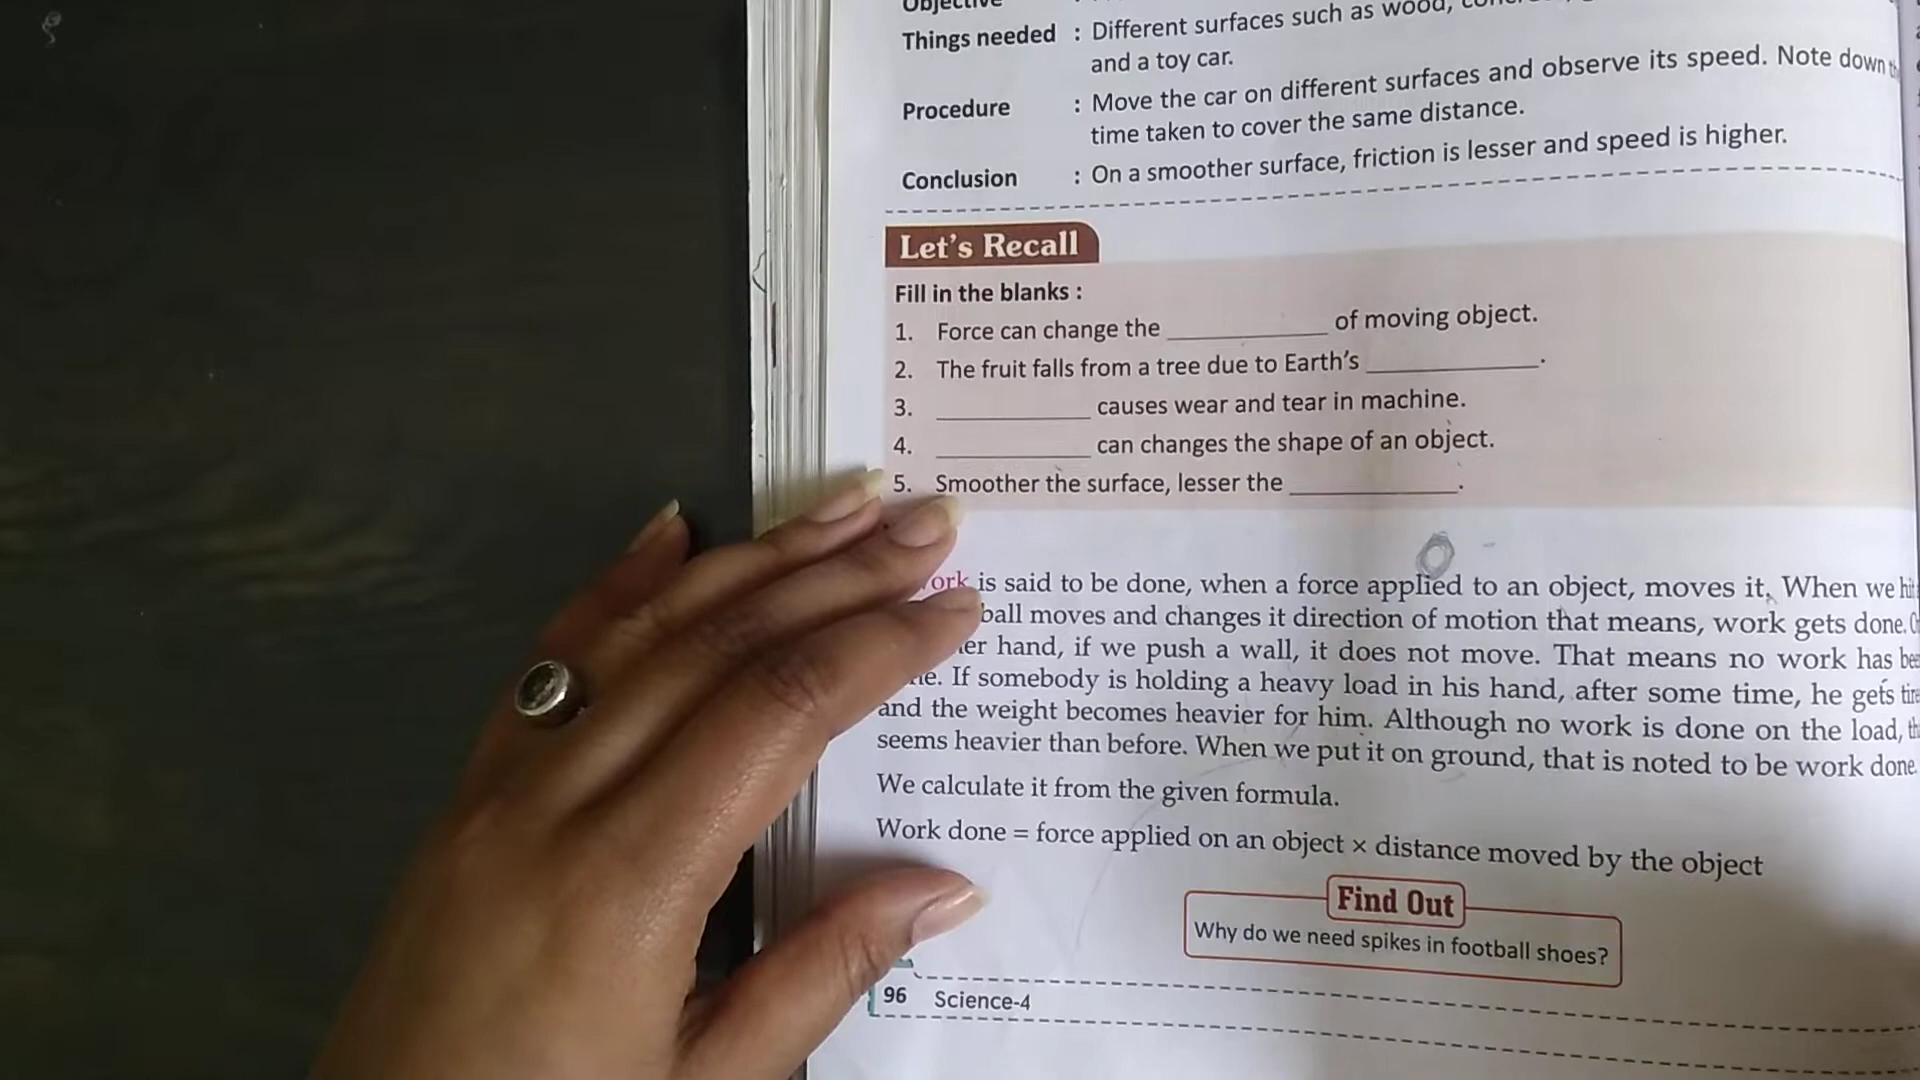 Objective :
Things needed : Different surfaces such as wood,
and a toy car.
Procedure : Move the car on different surfaces and observe its speed. Note down
time taken to cover the same distance.
Conclusion : On a smoother surface, friction is lesser and speed is higher.
Let's Recall
Fill in the blanks :
1. Force can change the ____________ of moving object.
2. The fruit falls from a tree due to Earth's ____________.
3. ____________ causes wear and tear in machine.
4. ____________ can changes the shape of an object.
5. Smoother the surface, lesser the ____________.
is said to be done, when a force applied to an object, moves it. When we
ball moves and changes it direction of motion that means, work gets done.
hand, if we push a wall, it does not move. That means no work has
If somebody is holding a heavy load in his hand, after some time, he gets
and the weight becomes heavier for him. Although no work is done on the load,
seems heavier than before. When we put it on ground, that is noted to be work done
We calculate it from the given formula.
Work done = force applied on an object × distance moved by the object
Find Out
Why do we need spikes in football shoes?
96 Science-4